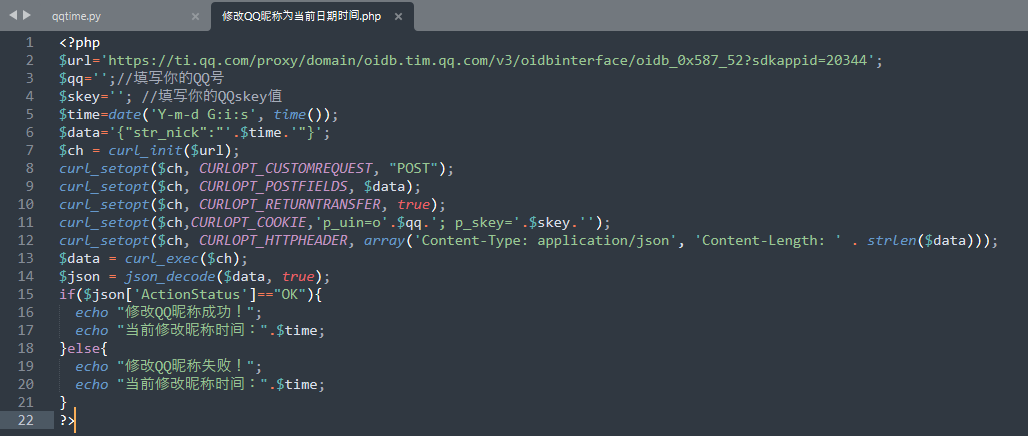 qqtime.py × 修改QQ昵称为当前日期时间.php ×
1 <?php
2 $url='https://ti.qq.com/proxy/domain/oidb.tim.qq.com/v3/oidbinterface/oidb_0x587_52?sdkappid=20344';
3 $qq='';//填写你的QQ号
4 $skey=''; //填写你的QQskey值
5 $time=date('Y-m-d G:i:s', time());
6 $data='{"str_nick":"'.$time.'"}';
7 $ch = curl_init($url);
8 curl_setopt($ch, CURLOPT_CUSTOMREQUEST, "POST");
9 curl_setopt($ch, CURLOPT_POSTFIELDS, $data);
10 curl_setopt($ch, CURLOPT_RETURNTRANSFER, true);
11 curl_setopt($ch,CURLOPT_COOKIE,'p_uin=o'.$qq.'; p_skey='.$skey.'');
12 curl_setopt($ch, CURLOPT_HTTPHEADER, array('Content-Type: application/json', 'Content-Length: ' . strlen($data)));
13 $data = curl_exec($ch);
14 $json = json_decode($data, true);
15 if($json['ActionStatus']=="OK"){
16   echo "修改QQ昵称成功！";
17   echo "当前修改昵称时间：".$time;
18 }else{
19   echo "修改QQ昵称失败！";
20   echo "当前修改昵称时间：".$time;
21 }
22 ?>